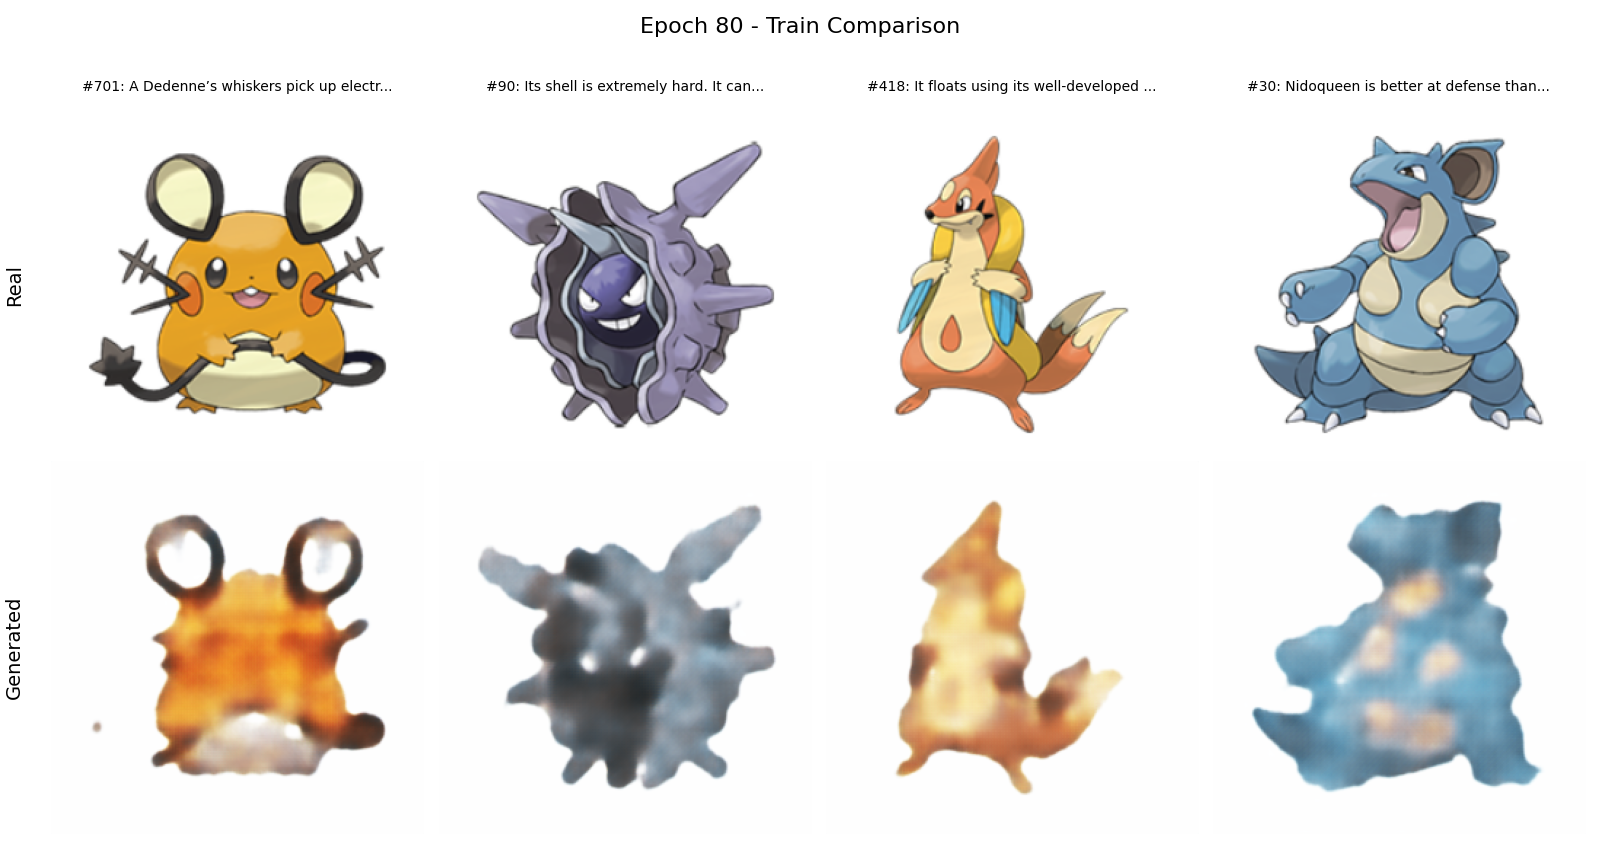 Epoch 80 - Train Comparison
#701: A Dedenne’s whiskers pick up electr...
#90: Its shell is extremely hard. It can...
#418: It floats using its well-developed ...
#30: Nidoqueen is better at defense than...
Real
Generated